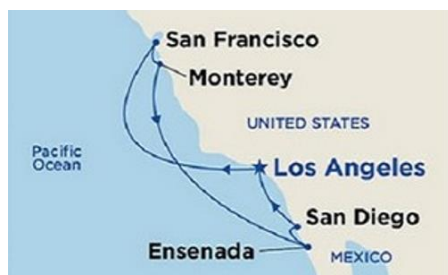 San Francisco
Monterey
UNITED STATES
Pacific
Ocean
Los Angeles
San Diego
Ensenada
MEXICO